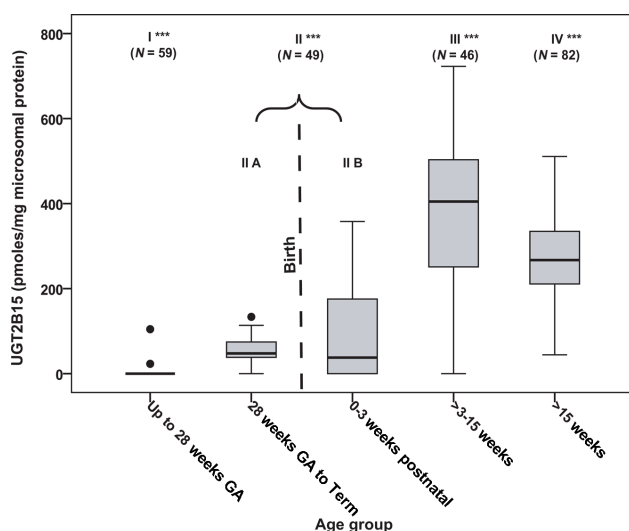 I *** II *** III *** IV ***
(N = 59) (N = 49) (N = 46) (N = 82)
800
600
400
200
0
UGT2B15 (pmoles/mg microsomal protein)
II A II B
Birth
Up to 28 weeks GA
28 weeks GA to Term
0-3 weeks postnatal
>3-15 weeks
>15 weeks
Age group